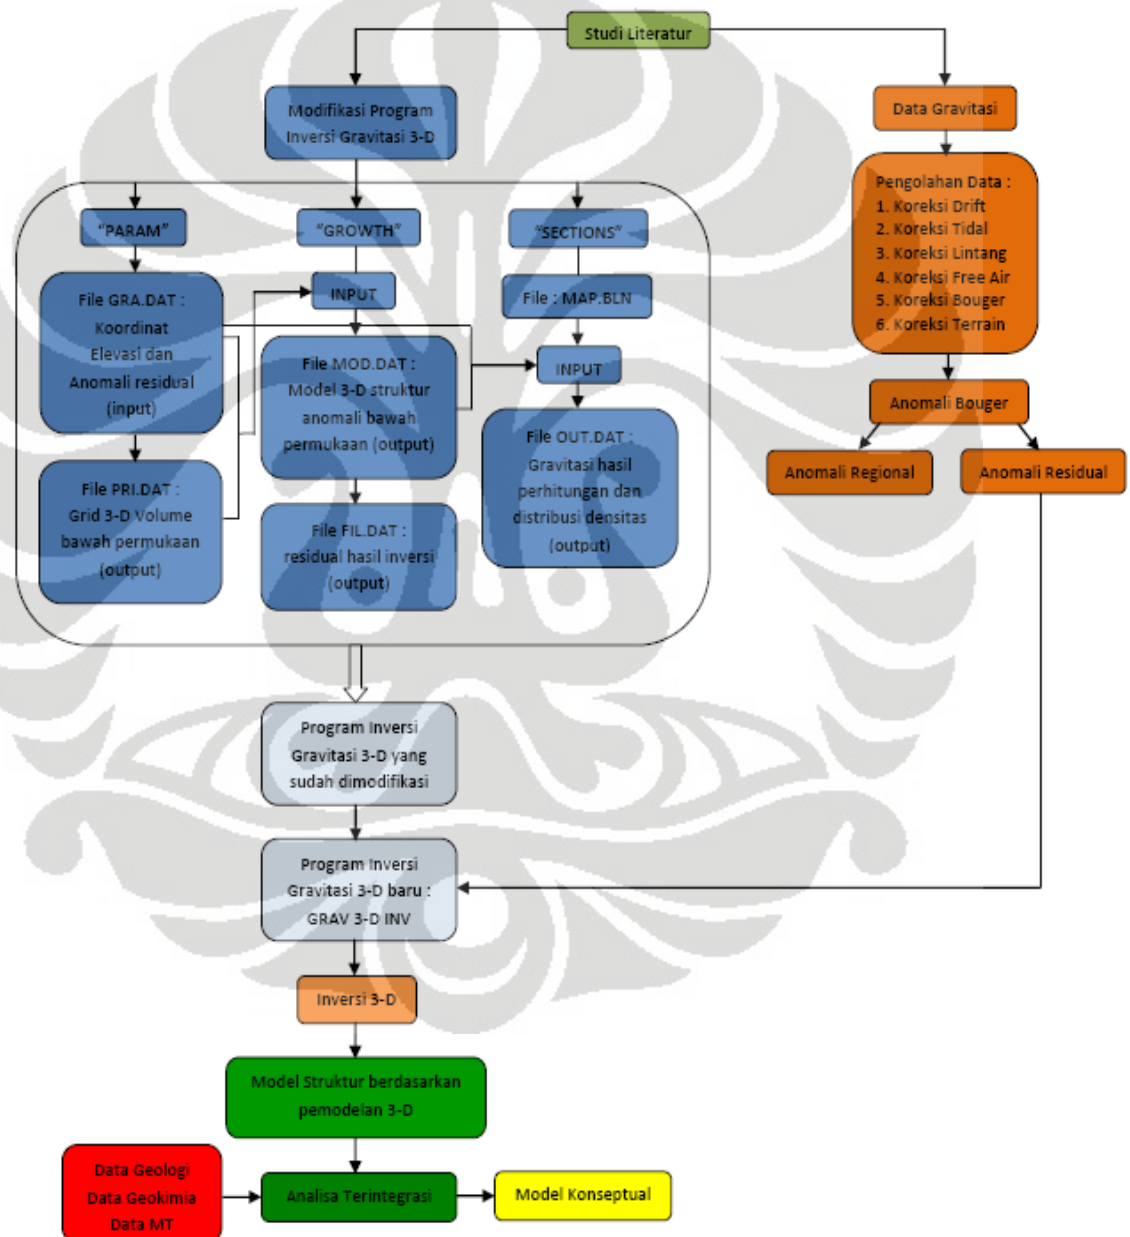 Studi Literatur
Modifikasi Program
Inversi Gravitasi 3-D
Data Gravitasi
Pengolahan Data :
1. Koreksi Drift
2. Koreksi Tidal
3. Koreksi Lintang
4. Koreksi Free Air
5. Koreksi Bouger
6. Koreksi Terrain
Anomali Bouger
Anomali Regional
Anomali Residual
"PARAM"
File GRA.DAT :
Koordinat
Elevasi dan
Anomali residual
(input)
File PRI.DAT :
Grid 3-D Volume
bawah permukaan
(output)
"GROWTH"
INPUT
File MOD.DAT :
Model 3-D struktur
anomali bawah
permukaan (output)
File FIL.DAT :
residual hasil inversi
(output)
"SECTIONS"
File : MAP.BLN
INPUT
File OUT.DAT :
Gravitasi hasil
perhitungan dan
distribusi densitas
(output)
Program Inversi
Gravitasi 3-D yang
sudah dimodifikasi
Program Inversi
Gravitasi 3-D baru :
GRAV 3-D INV
Inversi 3-D
Model Struktur berdasarkan
pemodelan 3-D
Data Geologi
Data Geokimia
Data MT
Analisa Terintegrasi
Model Konseptual